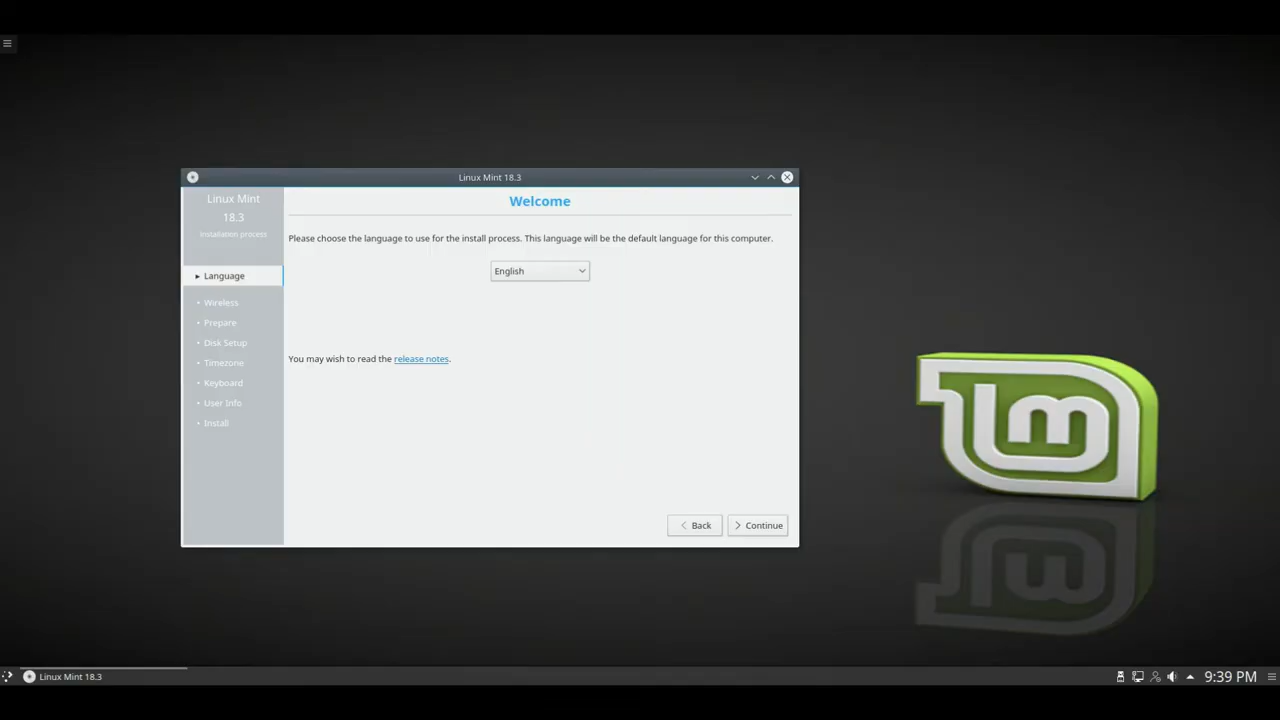 Linux Mint 18.3
Linux Mint
18.3
Installation process
Language
Wireless
Prepare
Disk Setup
Timezone
Keyboard
User Info
Install
Welcome
Please choose the language to use for the install process. This language will be the default language for this computer.
English
You may wish to read the release notes.
Back
Continue
lm
Linux Mint 18.3
9:39 PM